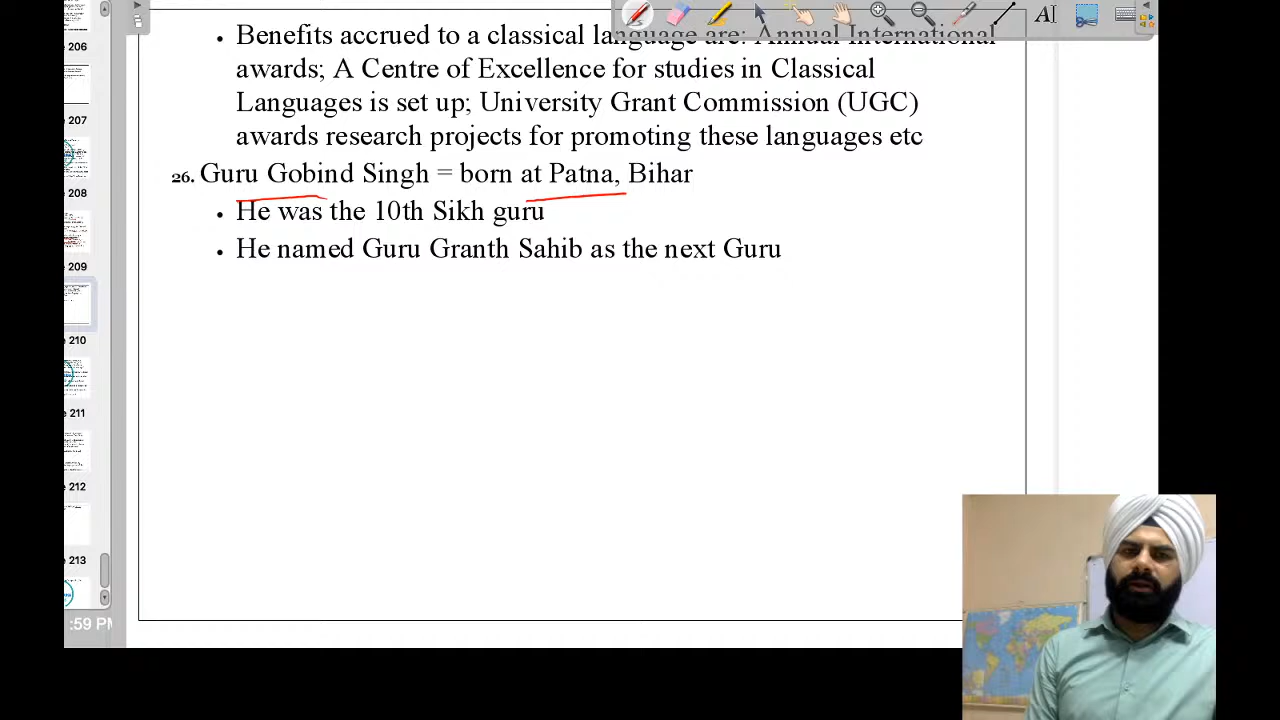 206
207
208
209
210
211
212
213
:59 PM
AI
• Benefits accrued to a classical language are: Annual International
awards; A Centre of Excellence for studies in Classical
Languages is set up; University Grant Commission (UGC)
awards research projects for promoting these languages etc
26. Guru Gobind Singh = born at Patna, Bihar
• He was the 10th Sikh guru
• He named Guru Granth Sahib as the next Guru